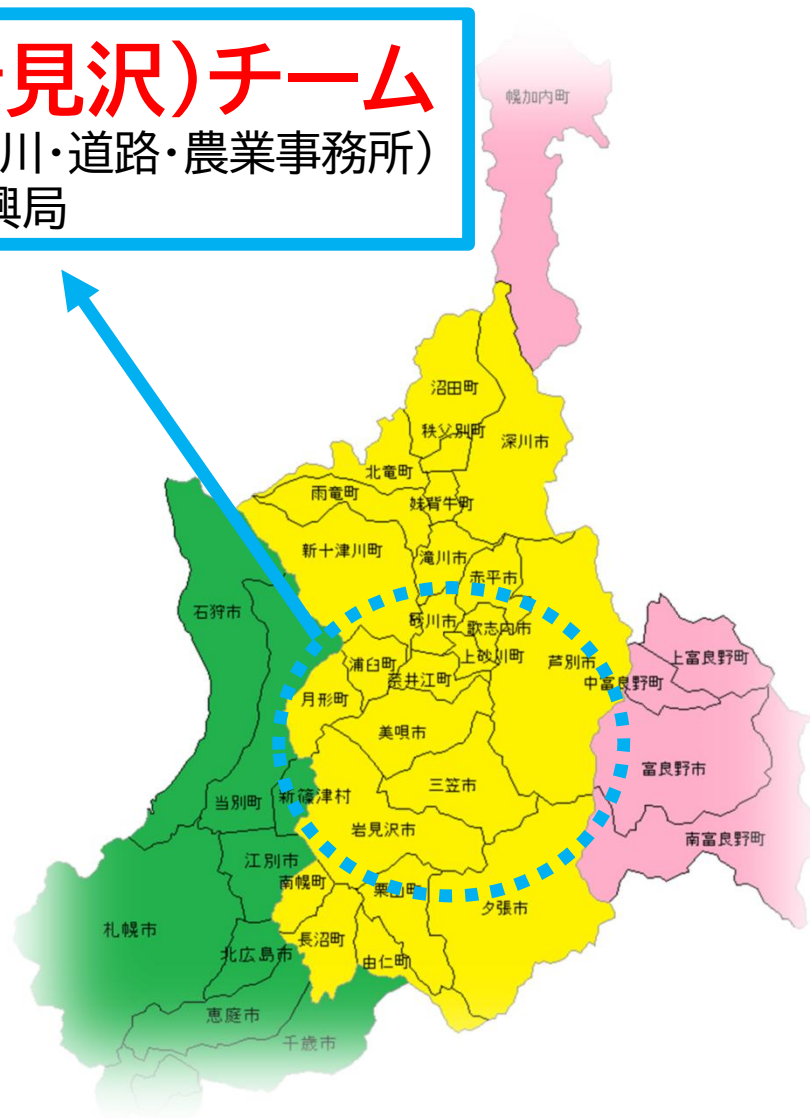 見沢）チーム
川・道路・農業事務所）
興局
幌加内町
沼田町
秩父別町
深川市
北竜町
雨竜町
妹背牛町
新十津川町
滝川市
赤平市
石狩市
砂川市
歌志内市
上砂川町
芦別市
浦臼町
奈井江町
上富良野町
中富良野町
月形町
美唄市
富良野市
三笠市
当別町
新篠津村
岩見沢市
南富良野町
江別市
南幌町
栗山町
夕張市
札幌市
長沼町
北広島市
由仁町
恵庭市
千歳市